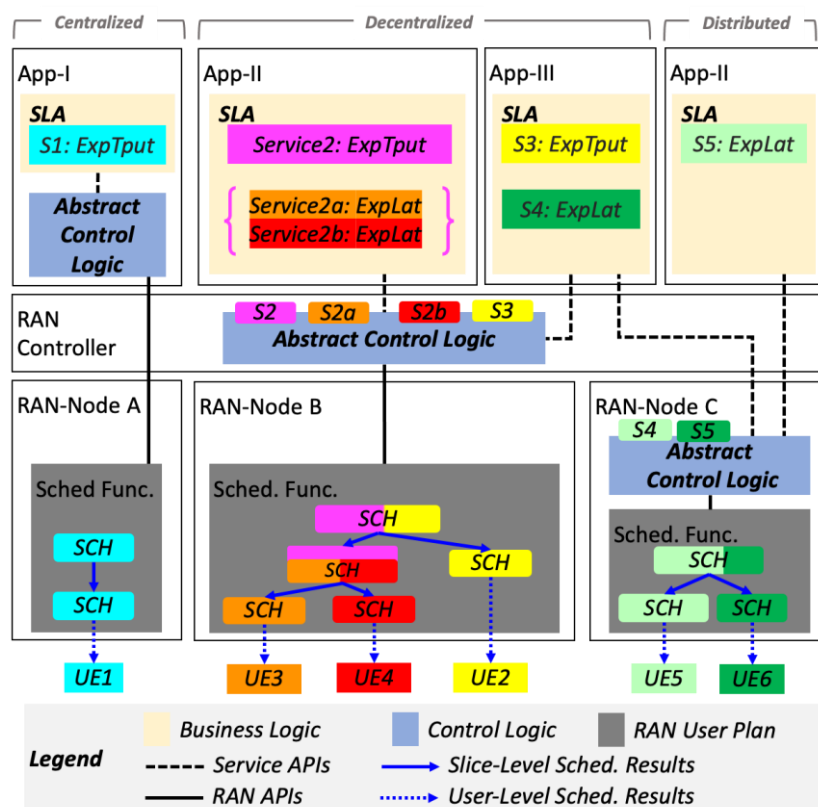 Centralized
Decentralized
Distributed
App-I
App-II
App-III
App-II
SLA
SLA
SLA
SLA
S1: ExpTput
Service2: ExpTput
S3: ExpTput
S5: ExpLat
Service2a: ExpLat
Service2b: ExpLat
S4: ExpLat
Abstract
Control
Logic
RAN
Controller
S2
S2a
S2b
S3
Abstract Control Logic
RAN-Node A
RAN-Node B
RAN-Node C
S4
S5
Abstract
Control Logic
Sched Func.
Sched. Func.
Sched. Func.
SCH
SCH
SCH
SCH
SCH
SCH
SCH
SCH
SCH
SCH
UE1
UE3
UE4
UE2
UE5
UE6
Legend
Business Logic
Control Logic
RAN User Plan
Service APIs
Slice-Level Sched. Results
RAN APIs
User-Level Sched. Results